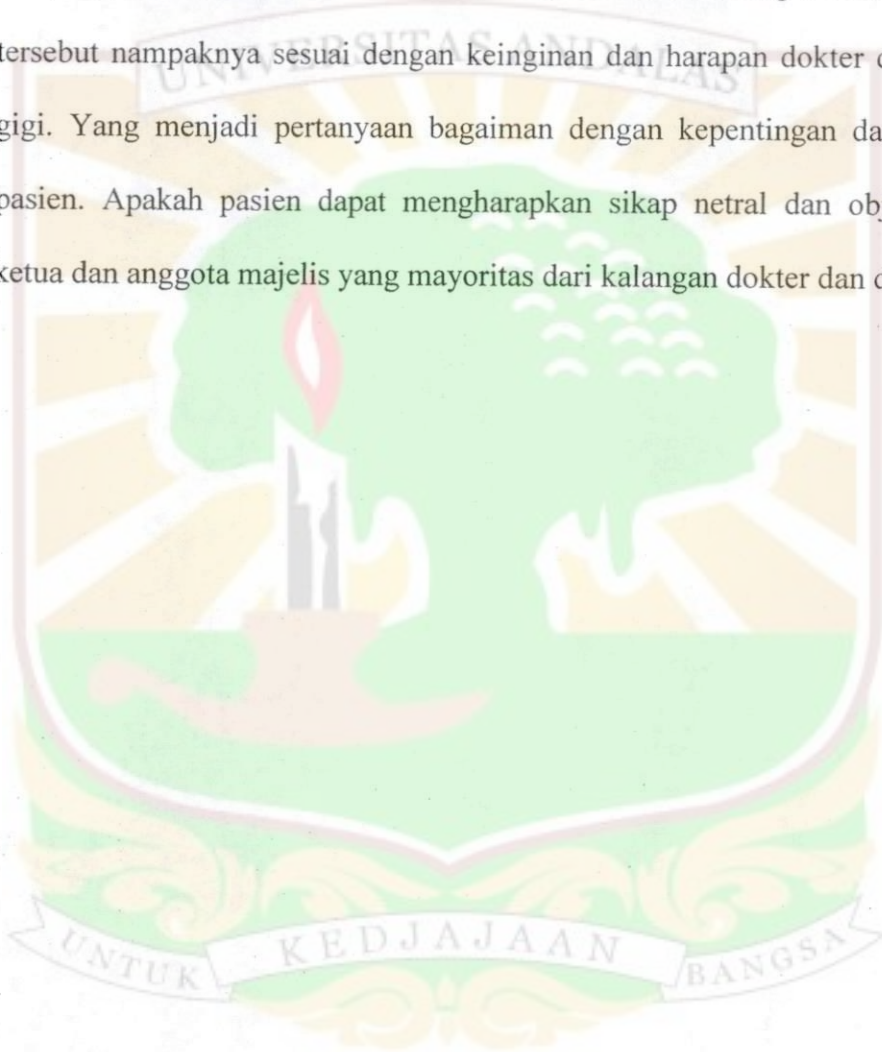 tersebut nampaknya sesuai dengan keinginan dan harapan dokter
UNIVERSITAS ANDALAS
gigi. Yang menjadi pertanyaan bagaiman dengan kepentingan
pasien. Apakah pasien dapat mengharapkan sikap netral dan
ketua dan anggota majelis yang mayoritas dari kalangan dokter dan
UNTUK KEDJAJAAN BANGSA